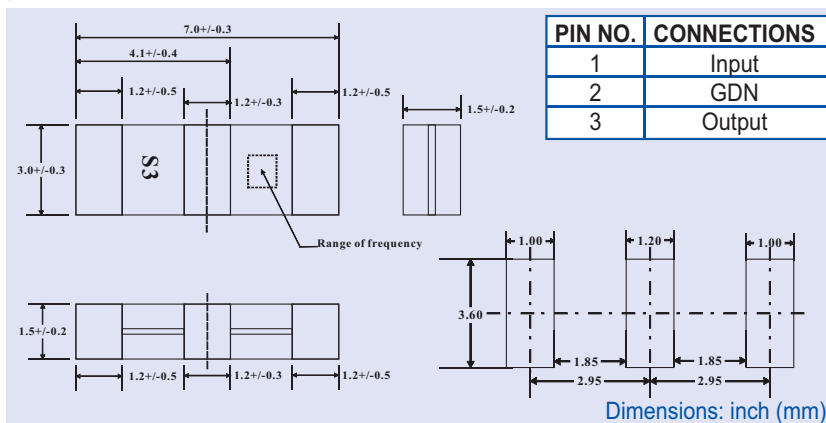 7.0+/-0.3
4.1+/-0.4
1.2+/-0.5
1.2+/-0.3
1.2+/-0.5
1.5+/-0.2
3.0+/-0.3
S3
Range of frequency
1.5+/-0.2
1.2+/-0.5
1.2+/-0.3
1.2+/-0.5
PIN NO. CONNECTIONS
1 Input
2 GDN
3 Output
1.00
1.20
1.00
3.60
1.85
1.85
2.95
2.95
Dimensions: inch (mm)